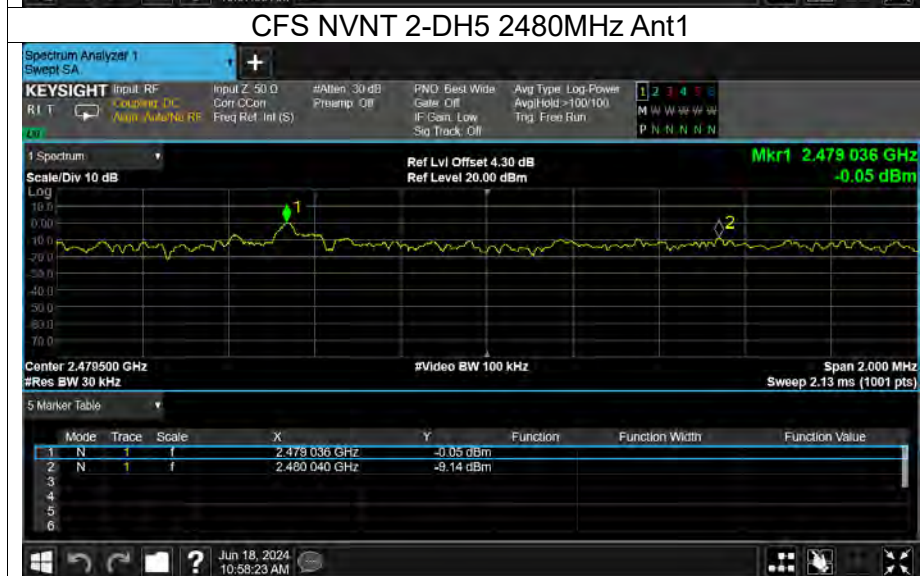 CFS NVNT 2-DH5 2480MHz Ant1
Spectrum Analyzer 1
Swept SA
+
KEYSIGHT Input: RF Input Z: 50 Ω #Atten: 30 dB PNO: Best Wide Avg Type: Log-Power 1 2 3 4 5 6
RLT Coupling: DC Corr CCorr Preamp: Off Gate: Off Avg|Hold: >100/100 M W W W W W
Align: Auto/No RF Freq Ref: Int (S) IF Gain: Low Trig: Free Run
Sig Track: Off P N N N N N
1 Spectrum
Ref Lvl Offset 4.30 dB Mkr1 2.479 036 GHz
Scale/Div 10 dB Ref Level 20.00 dBm -0.05 dBm
Log
10.0
0.00
-10.0
-20.0
-30.0
-40.0
-50.0
-60.0
-70.0
1
2
Center 2.479500 GHz #Video BW 100 kHz Span 2.000 MHz
#Res BW 30 kHz Sweep 2.13 ms (1001 pts)
5 Marker Table
Mode Trace Scale X Y Function Function Width Function Value
1 N 1 f 2.479 036 GHz -0.05 dBm
2 N 1 f 2.480 040 GHz -9.14 dBm
3
4
5
6
? Jun 18, 2024
10:58:23 AM